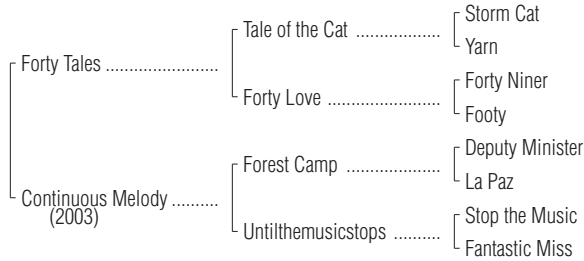 Storm Cat
Tale of the Cat ..................
Yarn
Forty Tales ........................
Forty Niner
Forty Love ........................
Footy
Deputy Minister
Forest Camp ....................
La Paz
Continuous Melody ..........
(2003)
Stop the Music
Untilthemusicstops ..........
Fantastic Miss